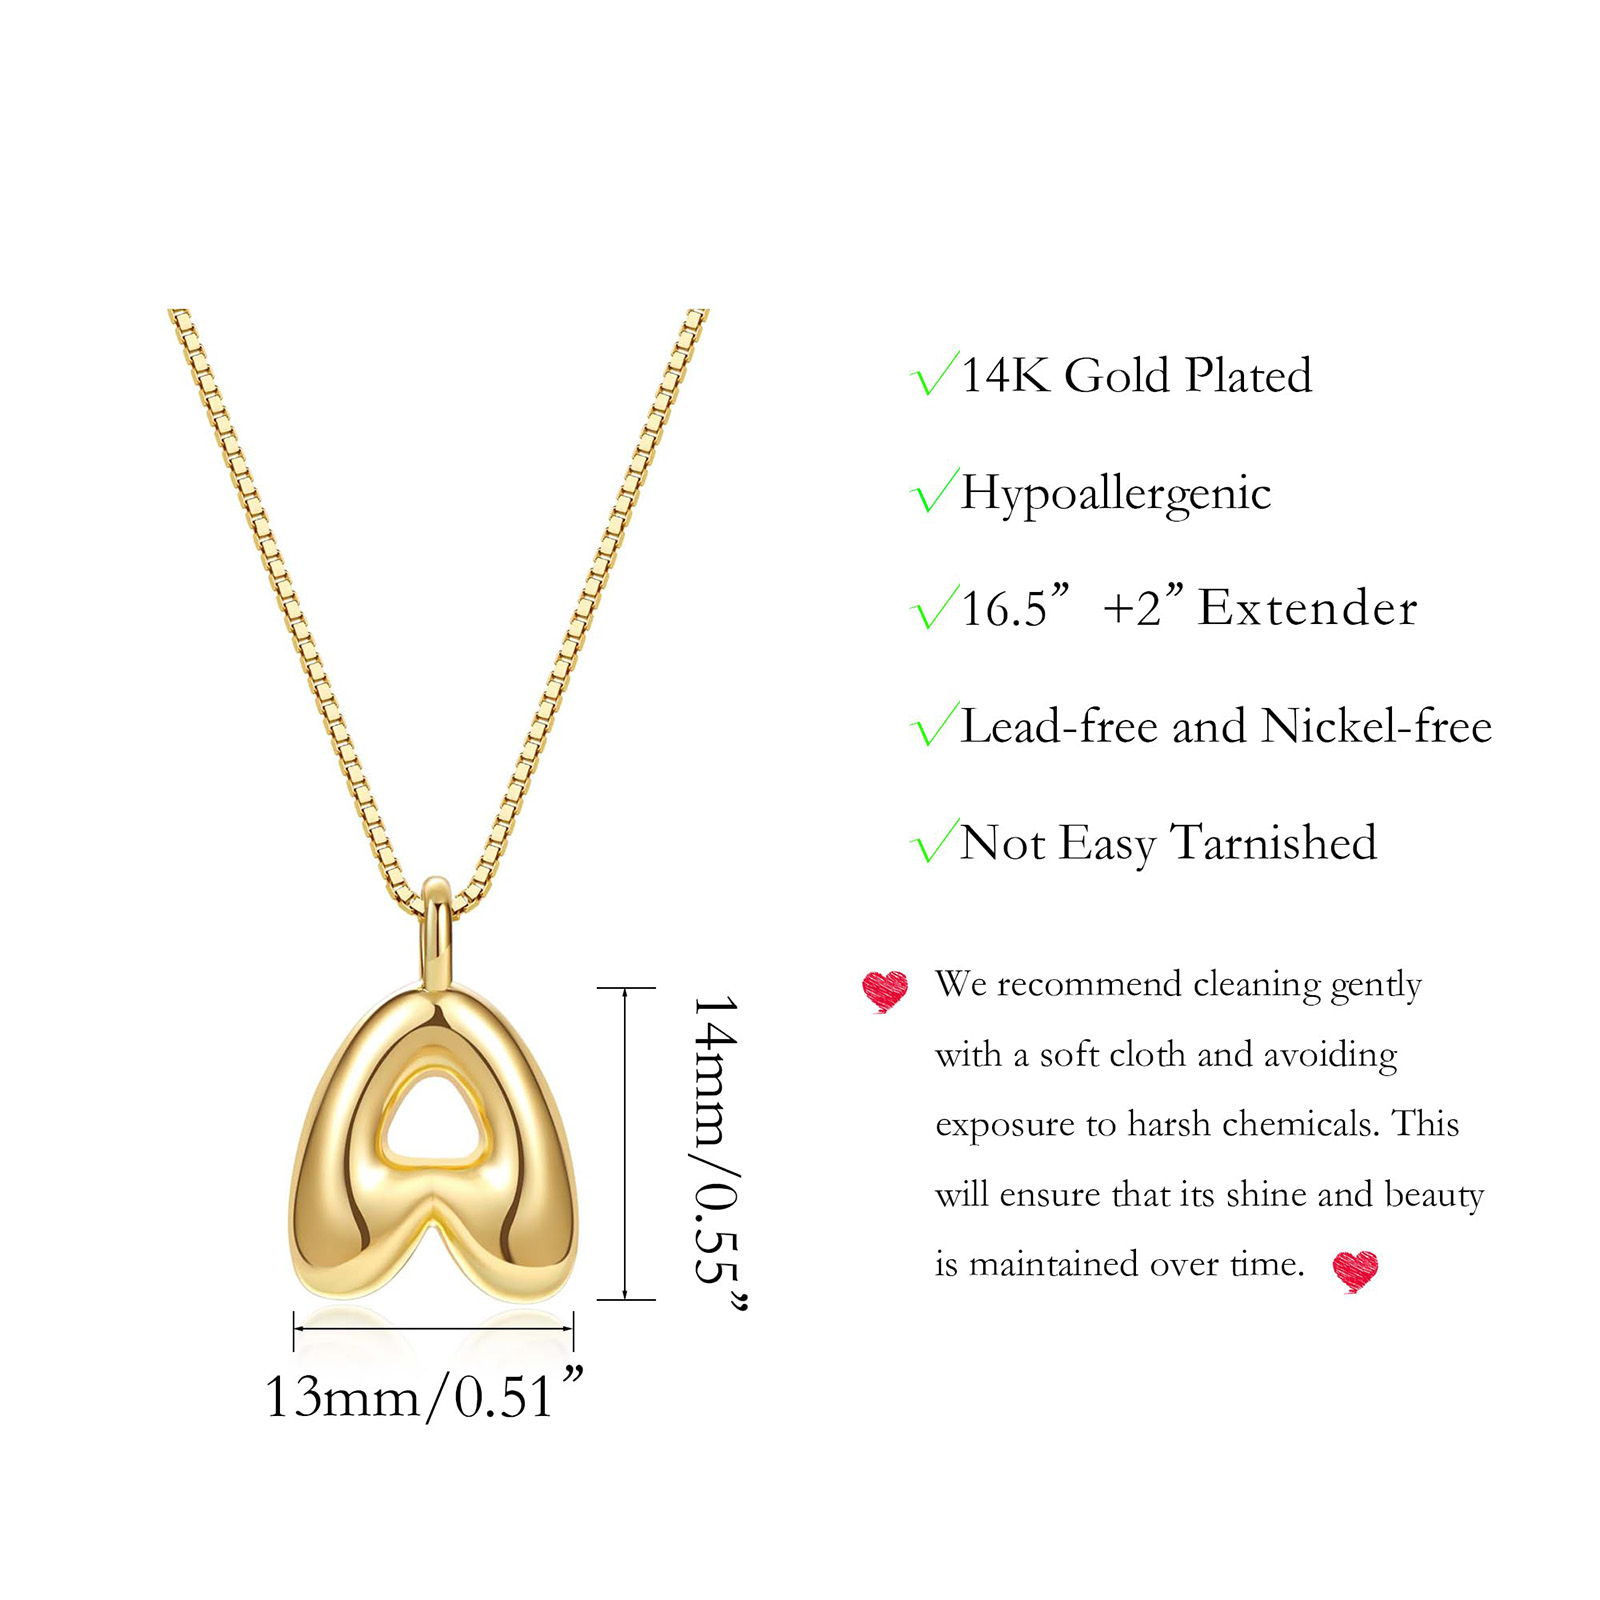 14K Gold Plated
Hypoallergenic
16.5” +2” Extender
Lead-free and Nickel-free
Not Easy Tarnished
We recommend cleaning gently
with a soft cloth and avoiding
exposure to harsh chemicals. This
will ensure that its shine and beauty
is maintained over time.
14mm/0.55”
13mm/0.51”